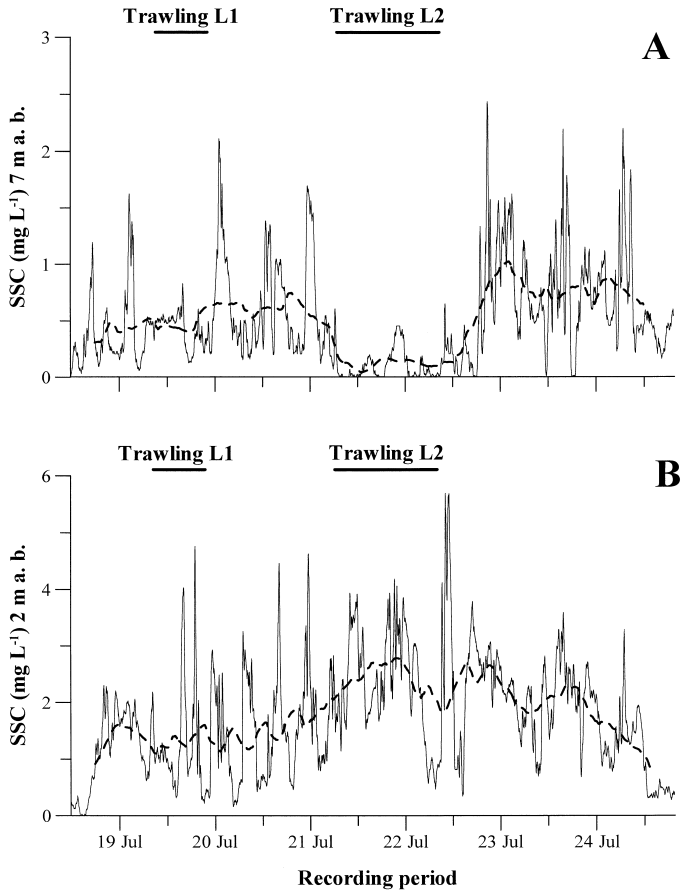 Trawling L1 Trawling L2
A
3
2
1
0
SSC (mg L-1) 7 m a. b.
Trawling L1 Trawling L2
B
6
4
2
0
SSC (mg L-1) 2 m a. b.
19 Jul 20 Jul 21 Jul 22 Jul 23 Jul 24 Jul
Recording period